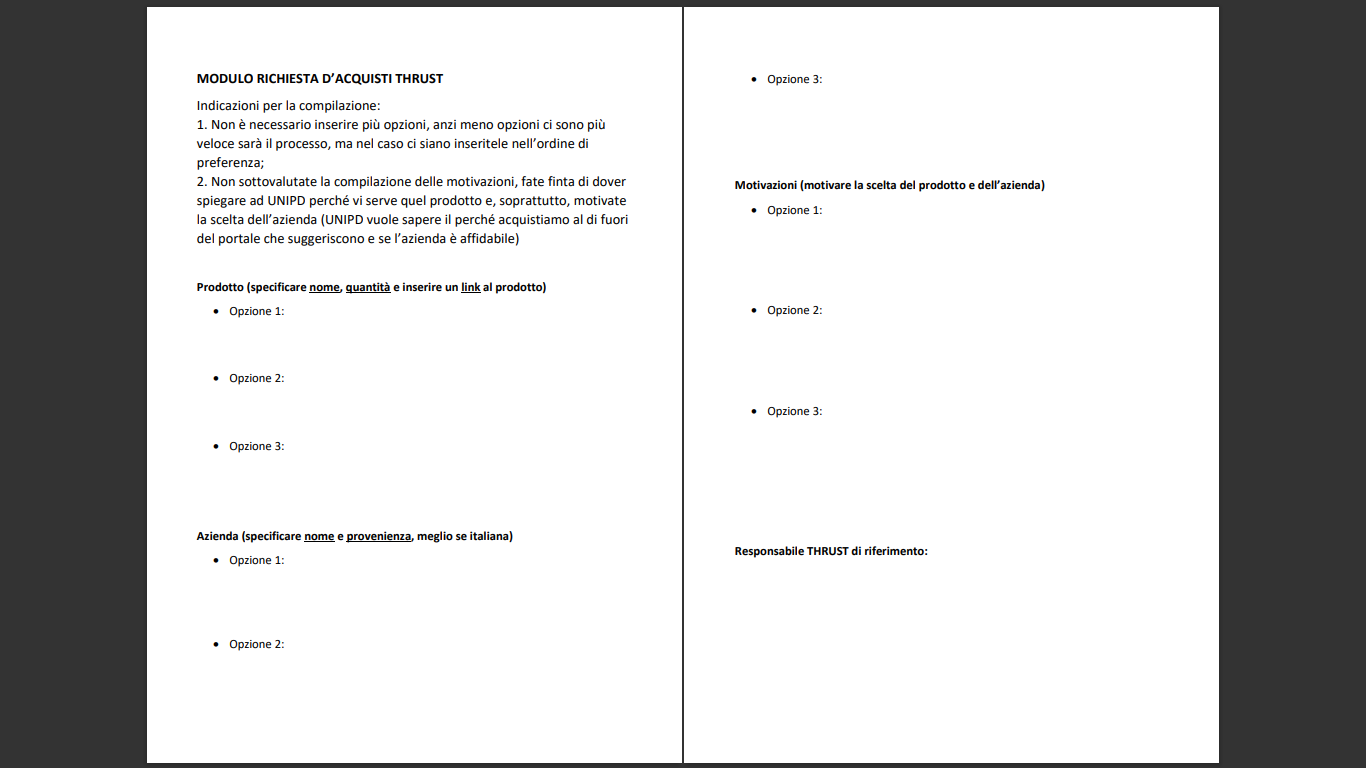 MODULO RICHIESTA D’ACQUISTI THRUST
Indicazioni per la compilazione:
1. Non è necessario inserire più opzioni, anzi meno opzioni ci sono più
veloce sarà il processo, ma nel caso ci siano inseritele nell’ordine di
preferenza;
2. Non sottovalutate la compilazione delle motivazioni, fate finta di dover
spiegare ad UNIPD perché vi serve quel prodotto e, soprattutto, motivate
la scelta dell’azienda (UNIPD vuole sapere il perché acquistiamo al di fuori
del portale che suggeriscono e se l’azienda è affidabile)
Prodotto (specificare nome, quantità e inserire un link al prodotto)
• Opzione 1:
• Opzione 2:
• Opzione 3:
Azienda (specificare nome e provenienza, meglio se italiana)
• Opzione 1:
• Opzione 2:
• Opzione 3:
Motivazioni (motivare la scelta del prodotto e dell’azienda)
• Opzione 1:
• Opzione 2:
• Opzione 3:
Responsabile THRUST di riferimento: